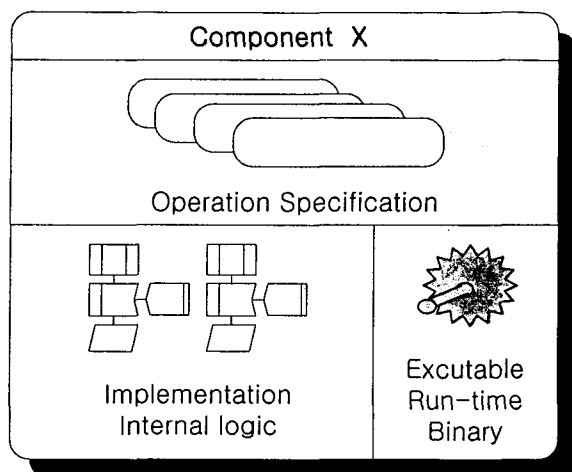 Component X
Operation Specification
Implementation
Internal logic
Excutable
Run-time
Binary